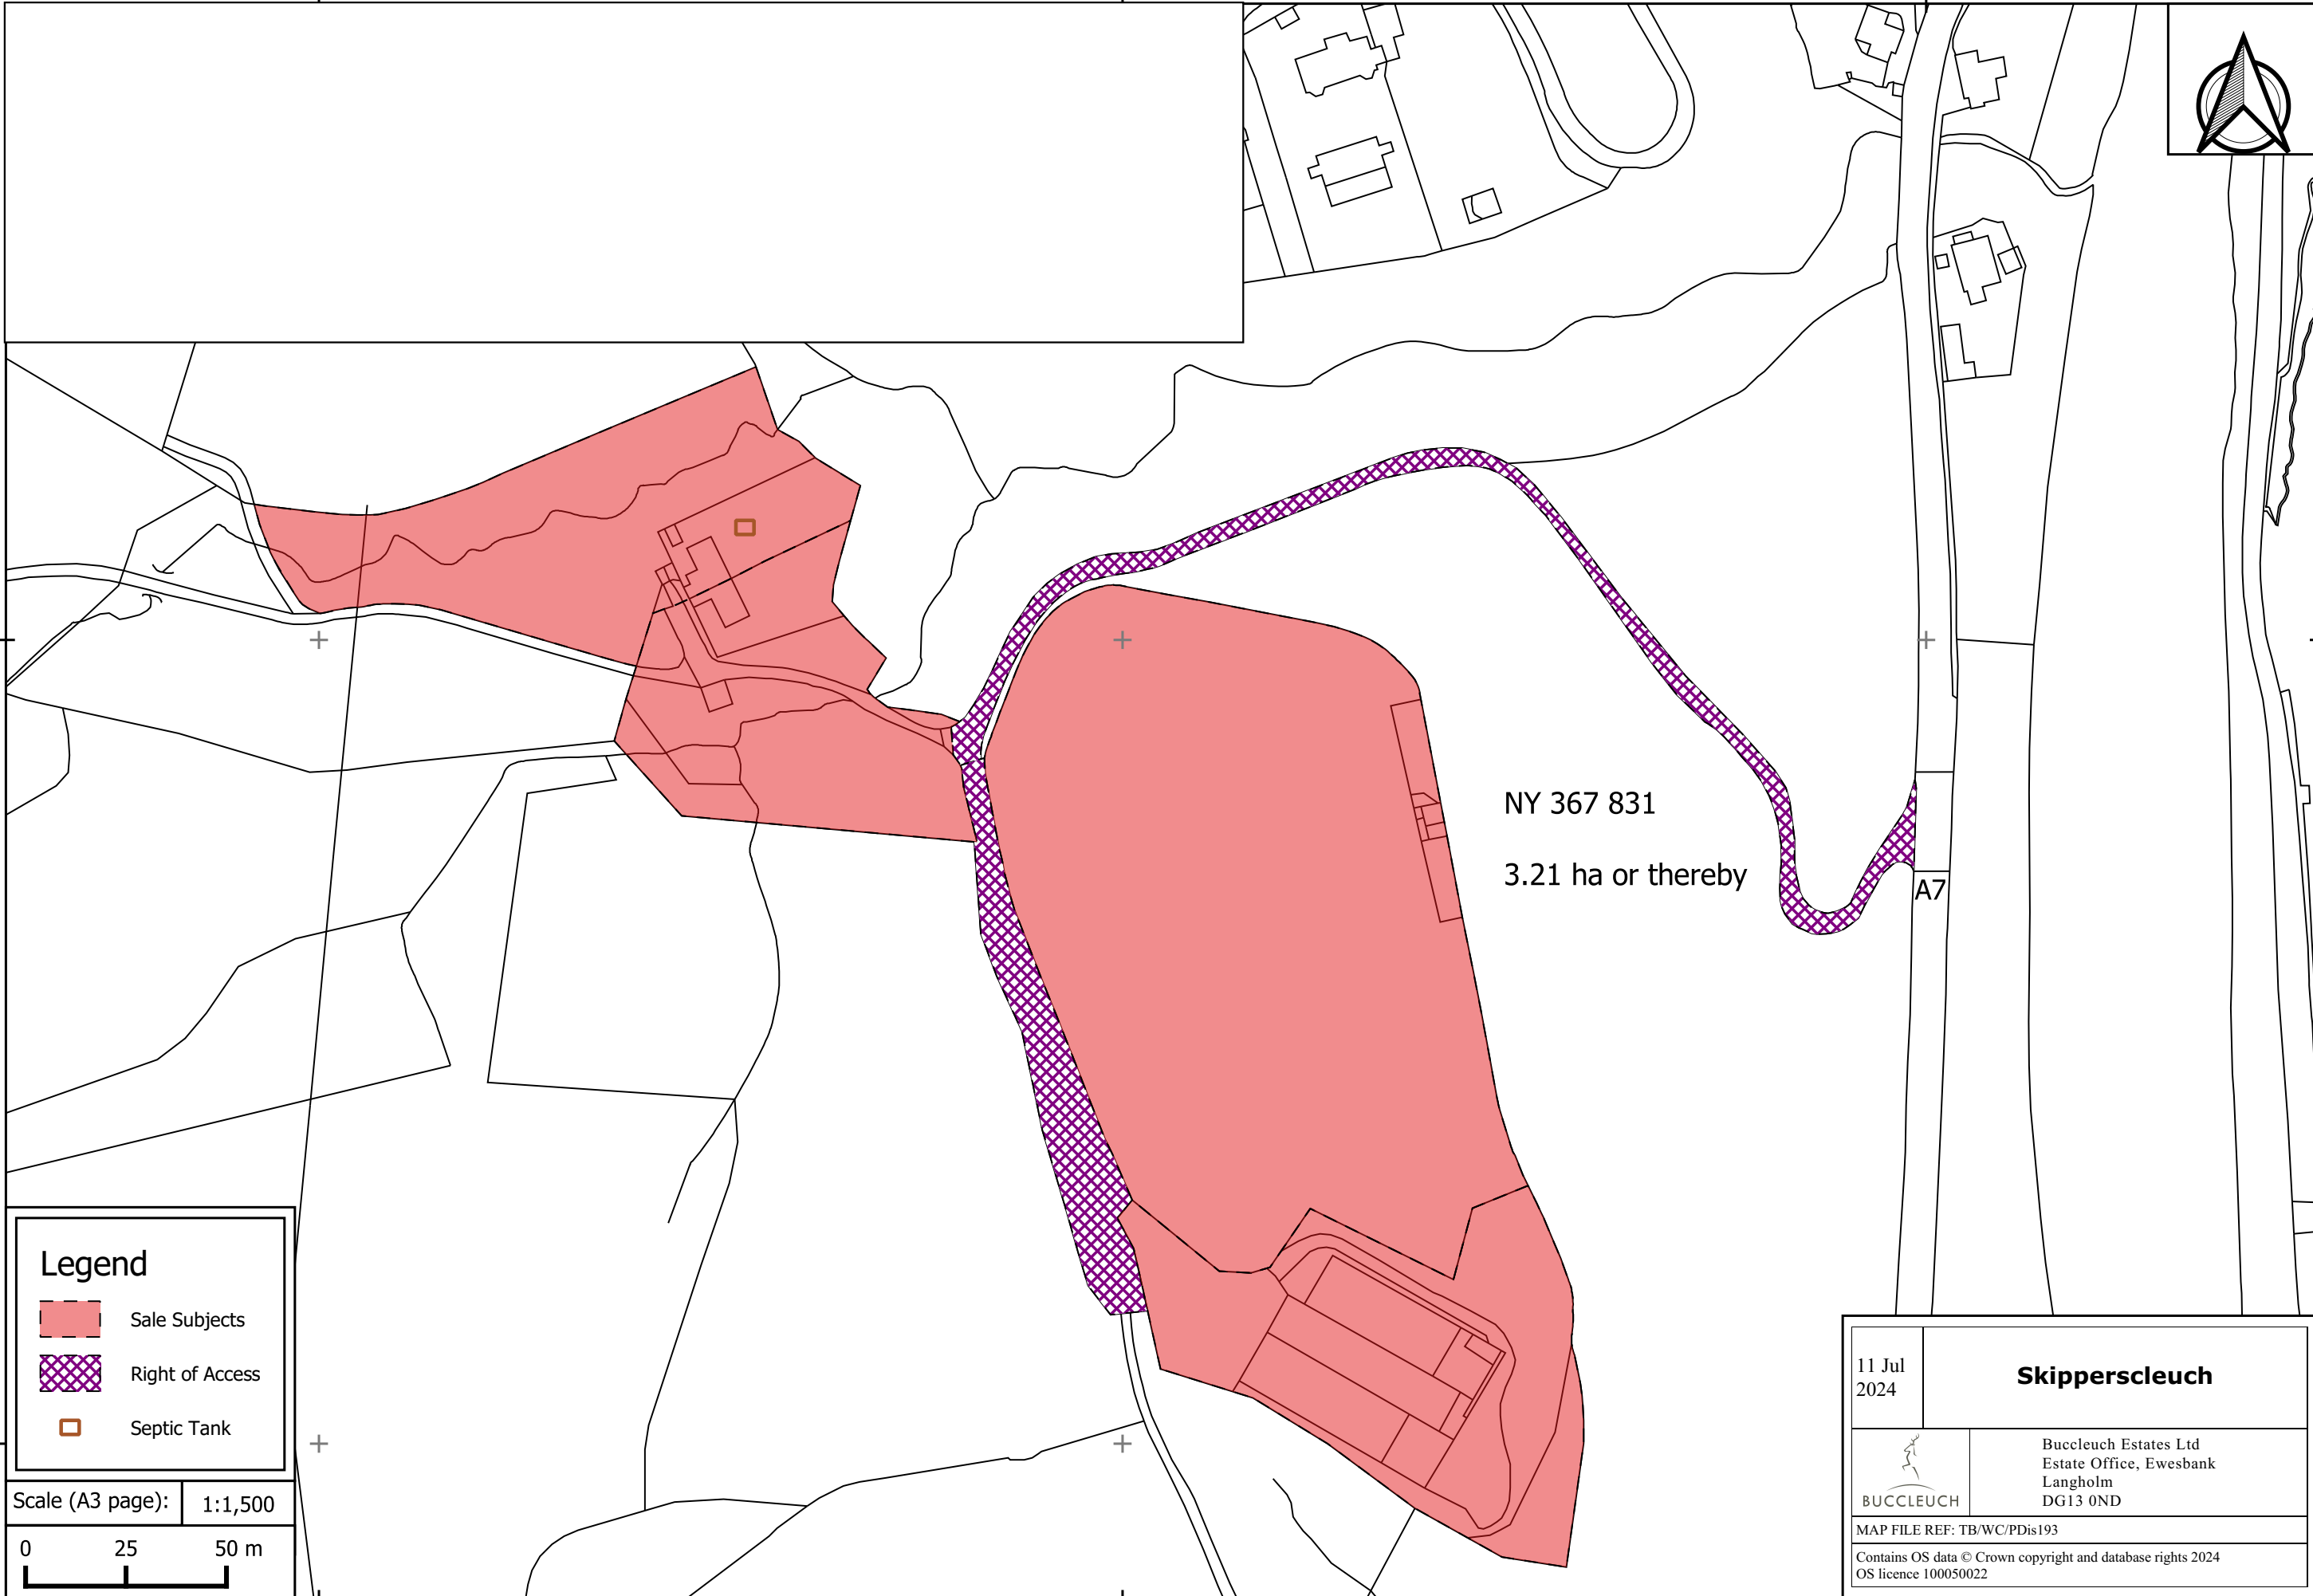 NY 367 831
3.21 ha or thereby
A7
Legend
Sale Subjects
Right of Access
Septic Tank
Scale (A3 page): 1:1,500
0 25 50 m
11 Jul
2024
Skipperscleuch
BUCCLEUCH
Buccleuch Estates Ltd
Estate Office, Ewesbank
Langholm
DG13 0ND
MAP FILE REF: TB/WC/PDis193
Contains OS data © Crown copyright and database rights 2024
OS licence 100050022